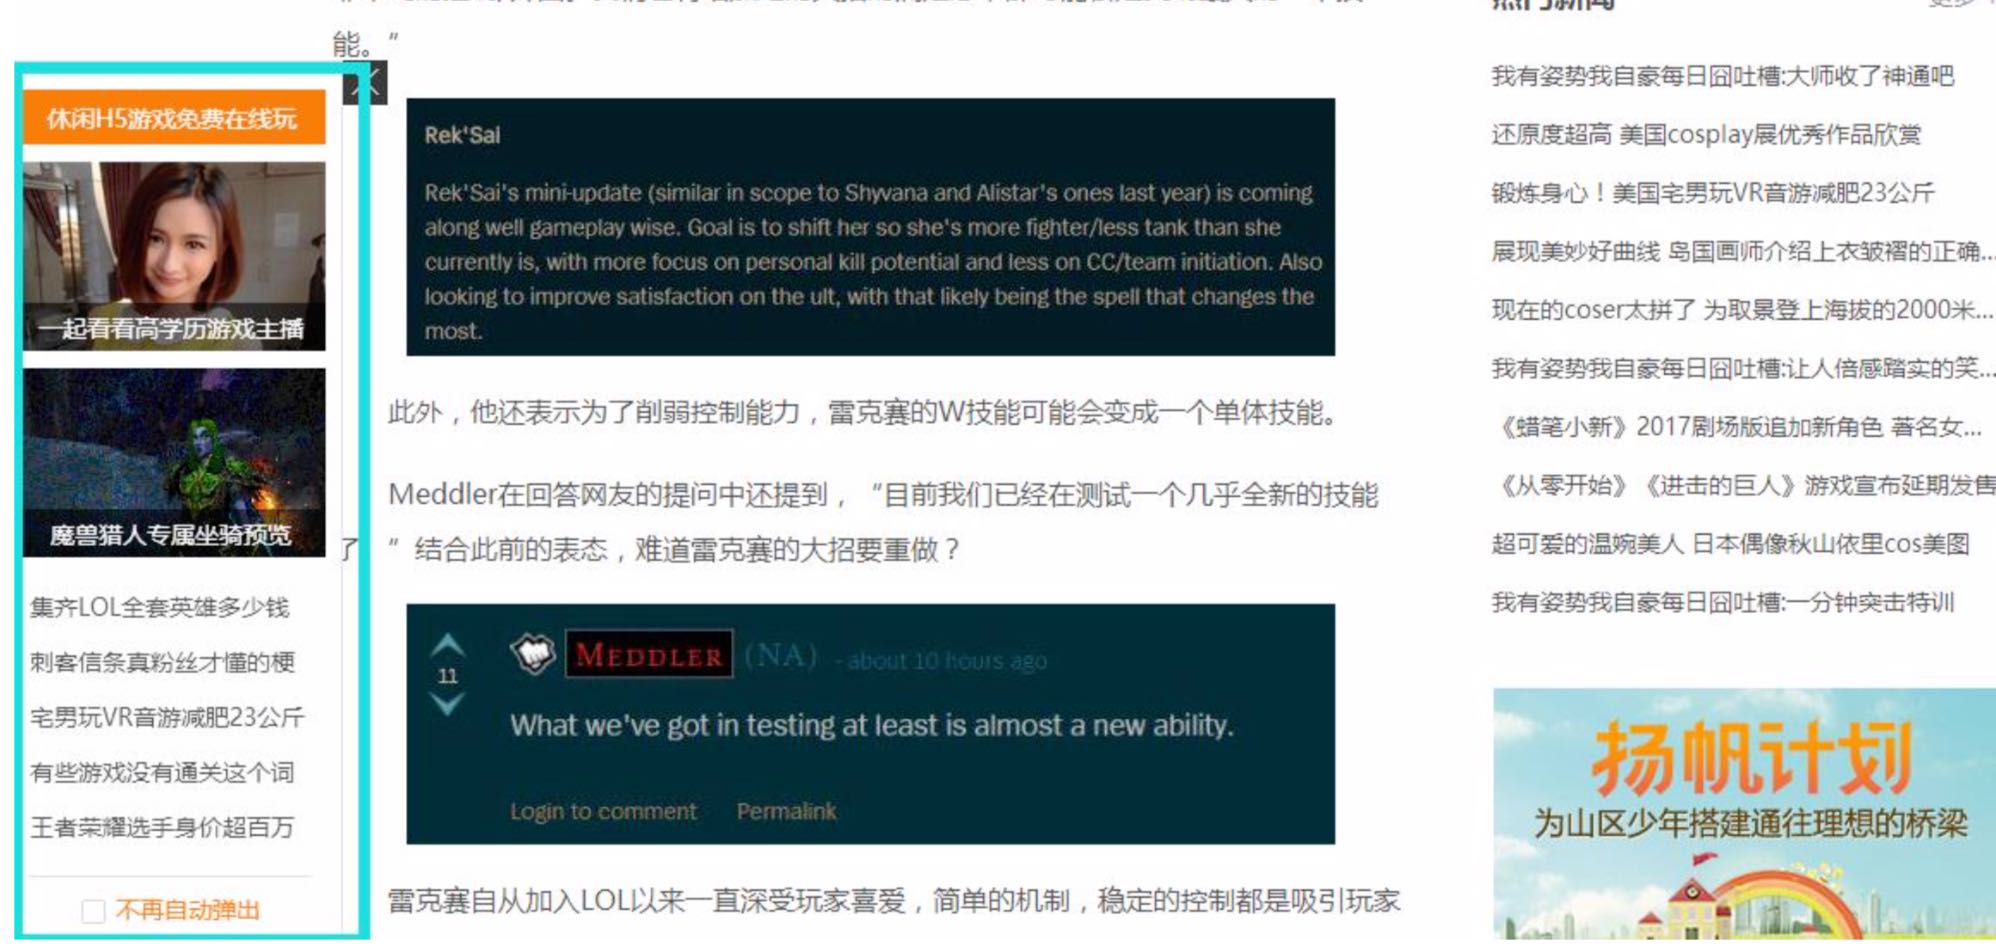 能。”
休闲H5游戏免费在线玩
一起看看高学历游戏主播
魔兽猎人专属坐骑预览
集齐LOL全套英雄多少钱
刺客信条真粉丝才懂的梗
宅男玩VR音游减肥23公斤
有些游戏没有通关这个词
王者荣耀选手身价超百万
不再自动弹出
Rek'Sai
Rek'Sai's mini-update (similar in scope to Shyvana and Alistar's ones last year) is coming
along well gameplay wise. Goal is to shift her so she's more fighter/less tank than she
currently is, with more focus on personal kill potential and less on CC/team initiation. Also
looking to improve satisfaction on the ult, with that likely being the spell that changes the
most.
此外，他还表示为了削弱控制能力，雷克赛的W技能可能会变成一个单体技能。
Meddler在回答网友的提问中还提到，“目前我们已经在测试一个几乎全新的技能
了 ”结合此前的表态，难道雷克赛的大招要重做？
11
MEDDLER (NA) - about 10 hours ago
What we've got in testing at least is almost a new ability.
Login to comment Permalink
雷克赛自从加入LOL以来一直深受玩家喜爱，简单的机制，稳定的控制都是吸引玩家
热门新闻
我有姿势我自豪每日囧吐槽:大师收了神通吧
还原度超高 美国cosplay展优秀作品欣赏
锻炼身心！美国宅男玩VR音游减肥23公斤
展现美妙好曲线 岛国画师介绍上衣皱褶的正确...
现在的coser太拼了 为取景登上海拔的2000米...
我有姿势我自豪每日囧吐槽:让人倍感踏实的笑...
《蜡笔小新》2017剧场版追加新角色 著名女...
《从零开始》《进击的巨人》游戏宣布延期发售
超可爱的温婉美人 日本偶像秋山依里cos美图
我有姿势我自豪每日囧吐槽:一分钟突击特训
扬帆计划
为山区少年搭建通往理想的桥梁